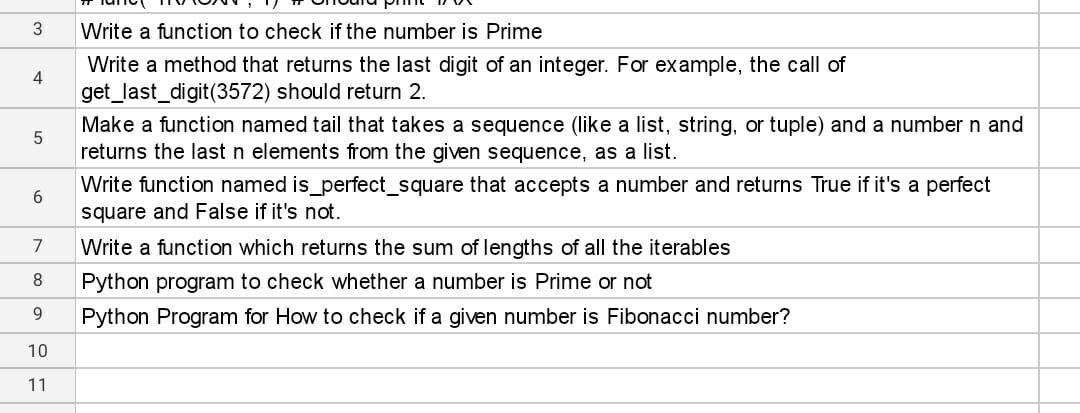 3 Write a function to check if the number is Prime
4 Write a method that returns the last digit of an integer. For example, the call of
get_last_digit(3572) should return 2.
5 Make a function named tail that takes a sequence (like a list, string, or tuple) and a number n and
returns the last n elements from the given sequence, as a list.
6 Write function named is_perfect_square that accepts a number and returns True if it's a perfect
square and False if it's not.
7 Write a function which returns the sum of lengths of all the iterables
8 Python program to check whether a number is Prime or not
9 Python Program for How to check if a given number is Fibonacci number?
10
11